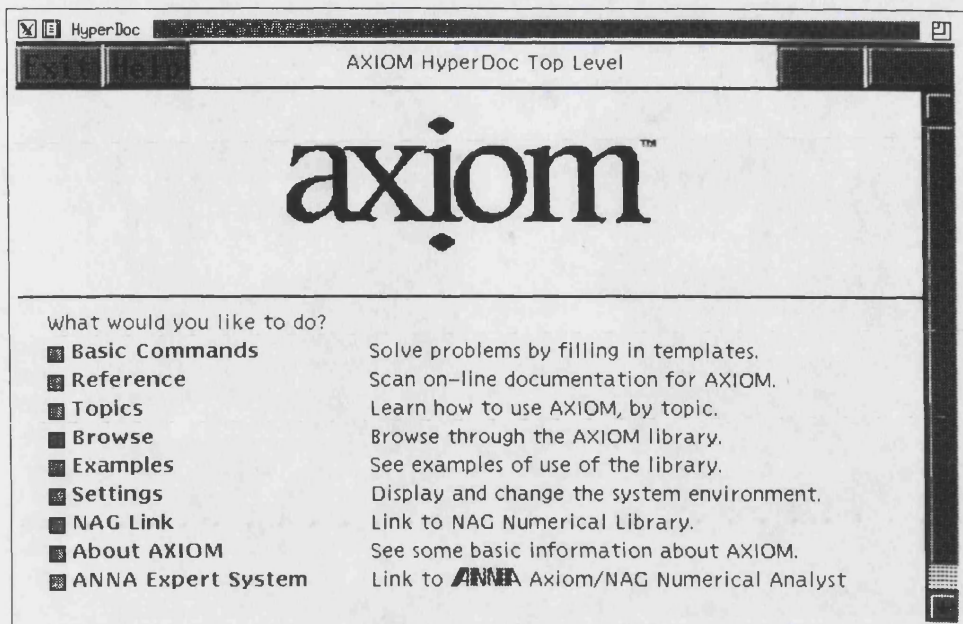 HyperDoc
Exit Help AXIOM HyperDoc Top Level
axiom™
What would you like to do?
Basic Commands Solve problems by filling in templates.
Reference Scan on-line documentation for AXIOM.
Topics Learn how to use AXIOM, by topic.
Browse Browse through the AXIOM library.
Examples See examples of use of the library.
Settings Display and change the system environment.
NAG Link Link to NAG Numerical Library.
About AXIOM See some basic information about AXIOM.
ANNA Expert System Link to ANNA Axiom/NAG Numerical Analyst